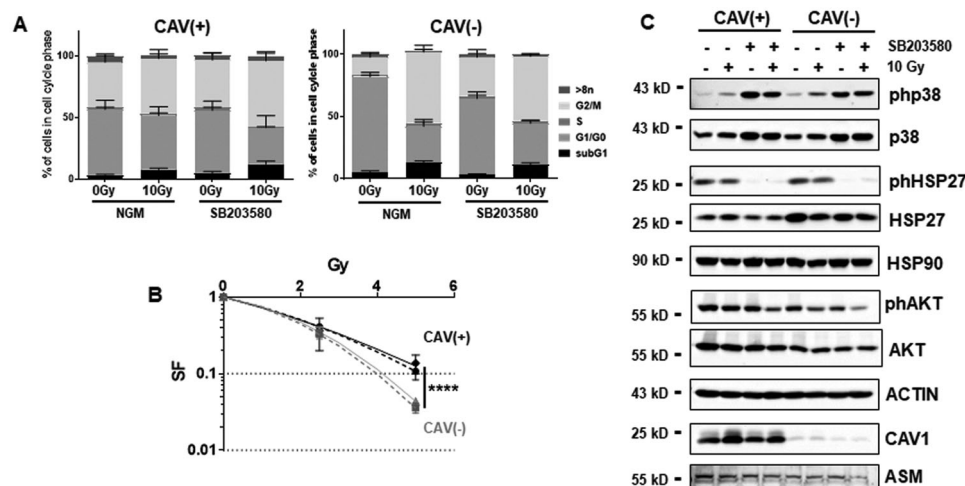 A
CAV(+)
CAV(-)
% of cells in cell cylcle phase
100
50
0
0Gy 10Gy 0Gy 10Gy
NGM SB203580
% of cells in cell cycle phase
100
50
0
0Gy 10Gy 0Gy 10Gy
NGM SB203580
>8n
G2/M
S
G1/G0
subG1
B
Gy
0 2 4 6
SF
1
0.1
0.01
CAV(+)
****
CAV(-)
C
CAV(+) CAV(-)
- - + + - - + + SB203580
- + - + - + - + 10 Gy
43 kD php38
43 kD p38
25 kD phHSP27
25 kD HSP27
90 kD HSP90
55 kD phAKT
55 kD AKT
43 kD ACTIN
25 kD CAV1
55 kD ASM